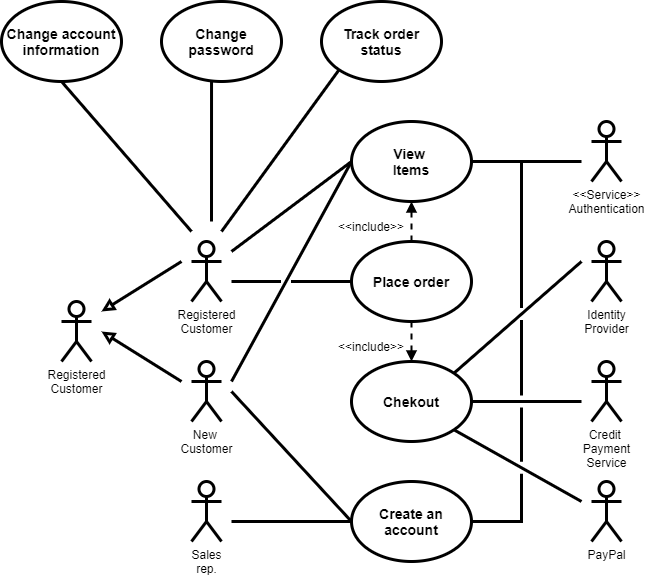 Change account
information
Change
password
Track order
status
View
Items
<<Service>>
Authentication
<<include>>
Place order
Registered
Customer
Identity
Provider
<<include>>
Registered
Customer
Chekout
New
Customer
Credit
Payment
Service
Create an
account
Sales
rep.
PayPal